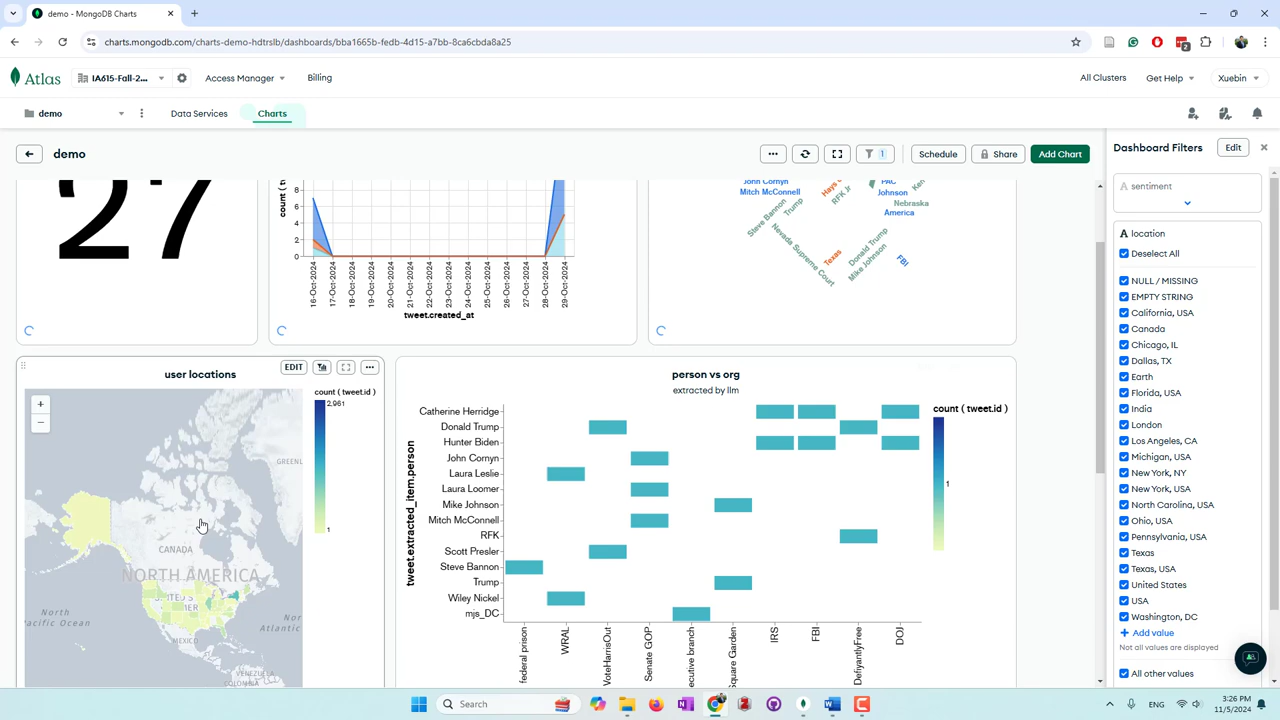 demo - MongoDB Charts
charts.mongodb.com/charts-demo-hdtrslb/dashboards/bba1665b-fedb-4d15-a7bb-8ca6cbda8a25
2
Atlas
IA615-Fall-2...
Access Manager
Billing
All Clusters
Get Help
Xuebin
demo
Data Services
Charts
demo
1
Schedule
Share
Add Chart
Dashboard Filters
Edit
27
8
6
4
2
0
16-Oct-2024
17-Oct-2024
19-Oct-2024
20-Oct-2024
21-Oct-2024
22-Oct-2024
23-Oct-2024
24-Oct-2024
25-Oct-2024
26-Oct-2024
27-Oct-2024
28-Oct-2024
29-Oct-2024
tweet.created_at
John Cornyn
Mitch McConnell
Steve Bannon
Trump
Nevada Supreme Court
RFK Jr
PAC
Johnson
Nebraska
America
Texas
Donald Trump
Mike Johnson
FBI
sentiment
location
Deselect All
NULL / MISSING
EMPTY STRING
California, USA
Canada
Chicago, IL
Dallas, TX
Earth
Florida, USA
India
London
Los Angeles, CA
Michigan, USA
New York, NY
New York, USA
North Carolina, USA
Ohio, USA
Pennsylvania, USA
Texas
Texas, USA
United States
USA
Washington, DC
Add value
Not all values are displayed
All other values
EDIT
user locations
count ( tweet.id )
2,961
1
GREENL
CANADA
NORTH AMERICA
North
acific Ocean
MEXICO
Atlantic
VENEZUELA
COLOMBIA
person vs org
extracted by llm
tweet.extracted_item.person
Catherine Herridge
Donald Trump
Hunter Biden
John Cornyn
Laura Leslie
Laura Loomer
Mike Johnson
Mitch McConnell
RFK
Scott Presler
Steve Bannon
Trump
Wiley Nickel
mjs_DC
federal prison
WRAL
VoteHarrisOut
Senate GOP
ecutive branch
Square Garden
IRS
FBI
DefiyantlyFree
DOJ
count ( tweet.id )
1
Search
ENG
3:26 PM
11/5/2024